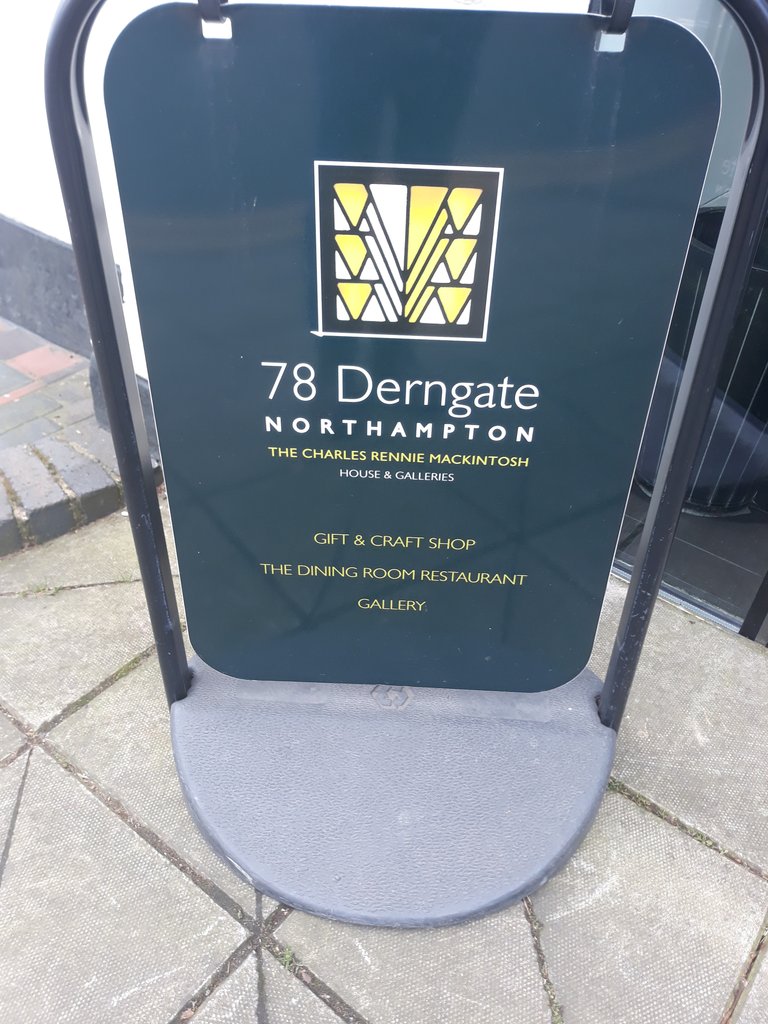 78 Derngate
NORTHAMPTON
THE CHARLES RENNIE MACKINTOSH
HOUSE & GALLERIES
GIFT & CRAFT SHOP
THE DINING ROOM RESTAURANT
GALLERY